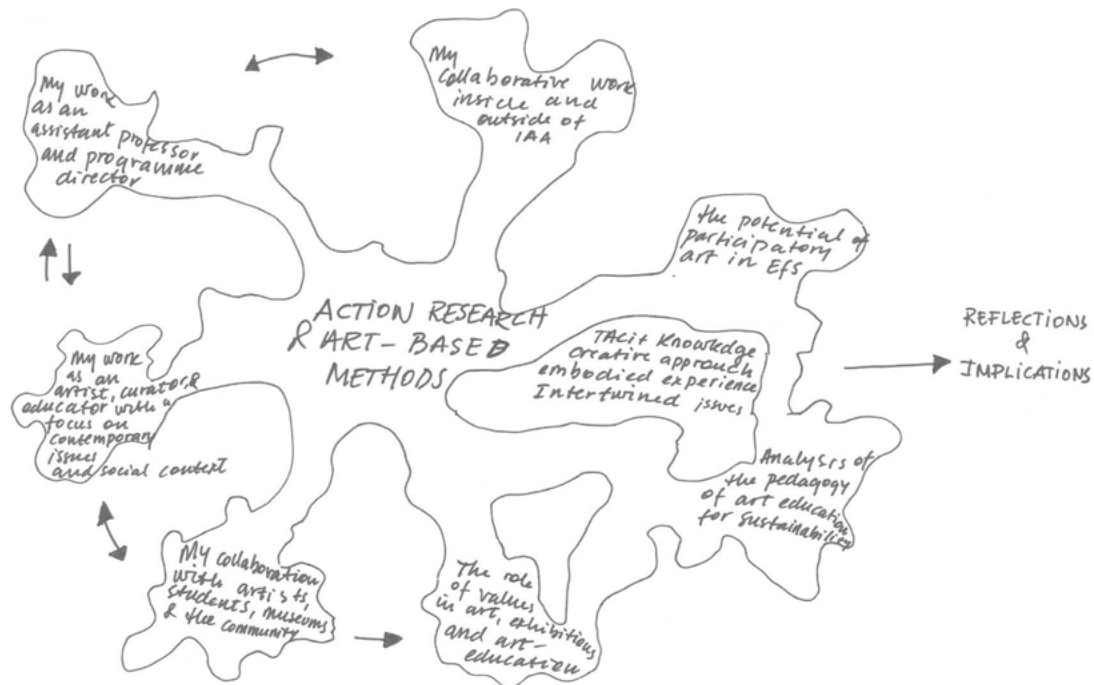 My work
as an
assistant professor
and programme
director
My
collaborative work
inside and
outside of
IAA
the potential of
participatory
art in EfS
ACTION RESEARCH
& ART-BASED
METHODS
TAcit Knowledge
creative approach
embodied experience
Intertwined issues
REFLECTIONS
&
IMPLICATIONS
My work
as an
artist, curator, &
educator with a
focus on
contemporary
issues
and social context
Analysis of
the pedagogy
of art education
for sustainability
My collaboration
with artists,
students, museums
& the community
The role
of values
in art, exhibitions
and art-
education